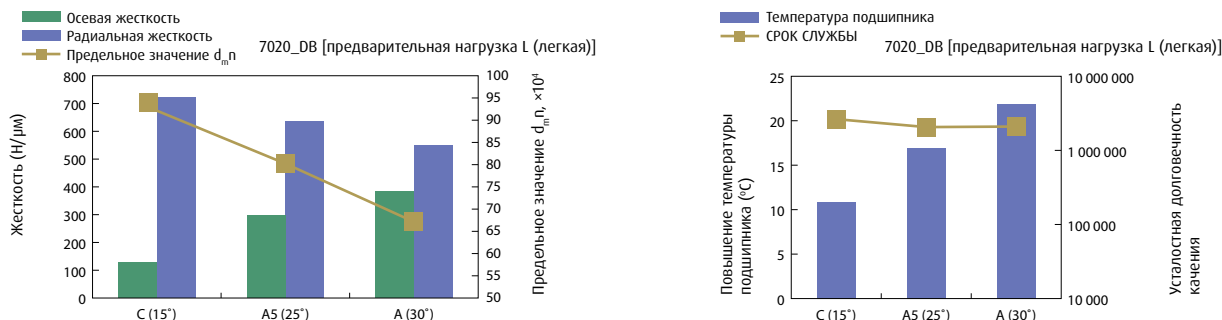 Осевая жесткость
Радиальная жесткость
Предельное значение dₘn
7020_DB [предварительная нагрузка L (легкая)]
Жесткость (Н/μм)
800
700
600
500
400
300
200
100
0
100
95
90
85
80
75
70
65
60
55
50
Предельное значение dₘn, ×10⁴
C (15˚)
A5 (25˚)
A (30˚)
Температура подшипника
СРОК СЛУЖБЫ
7020_DB [предварительная нагрузка L (легкая)]
Повышение температуры
подшипника (ºC)
25
20
15
10
5
0
10 000 000
1 000 000
100 000
10 000
Усталостная долговечность
качения
C (15˚)
A5 (25˚)
A (30˚)